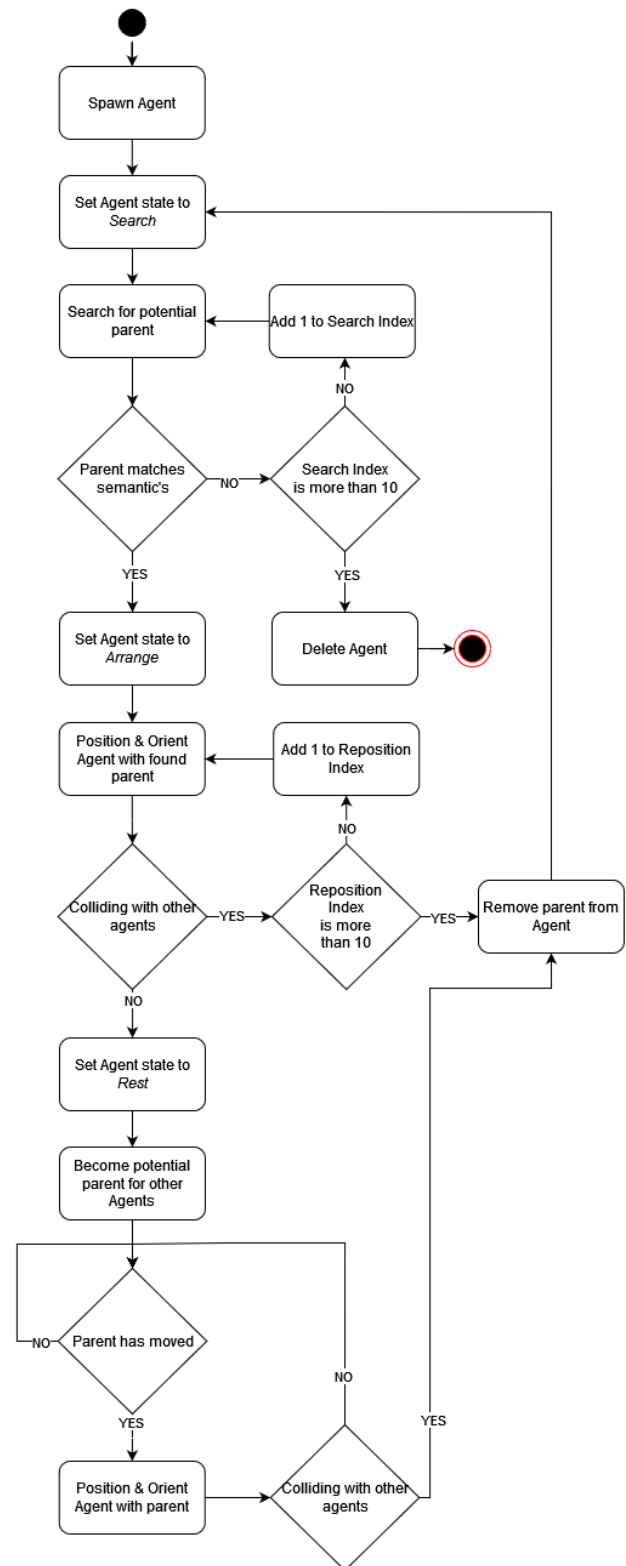 Spawn Agent
Set Agent state to
Search
Search for potential
parent
Add 1 to Search Index
NO
Parent matches
semantic's
NO
Search Index
is more than 10
YES
YES
Set Agent state to
Arrange
Delete Agent
Position & Orient
Agent with found
parent
Add 1 to Reposition
Index
NO
Colliding with other
agents
YES
Reposition
Index
is more
than 10
YES
Remove parent from
Agent
NO
Set Agent state to
Rest
Become potential
parent for other
Agents
NO
Parent has moved
NO
YES
YES
Position & Orient
Agent with parent
Colliding with other
agents